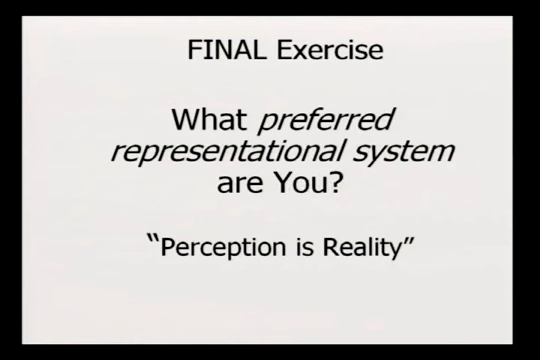 FINAL Exercise
What preferred
representational system
are You?
“Perception is Reality”